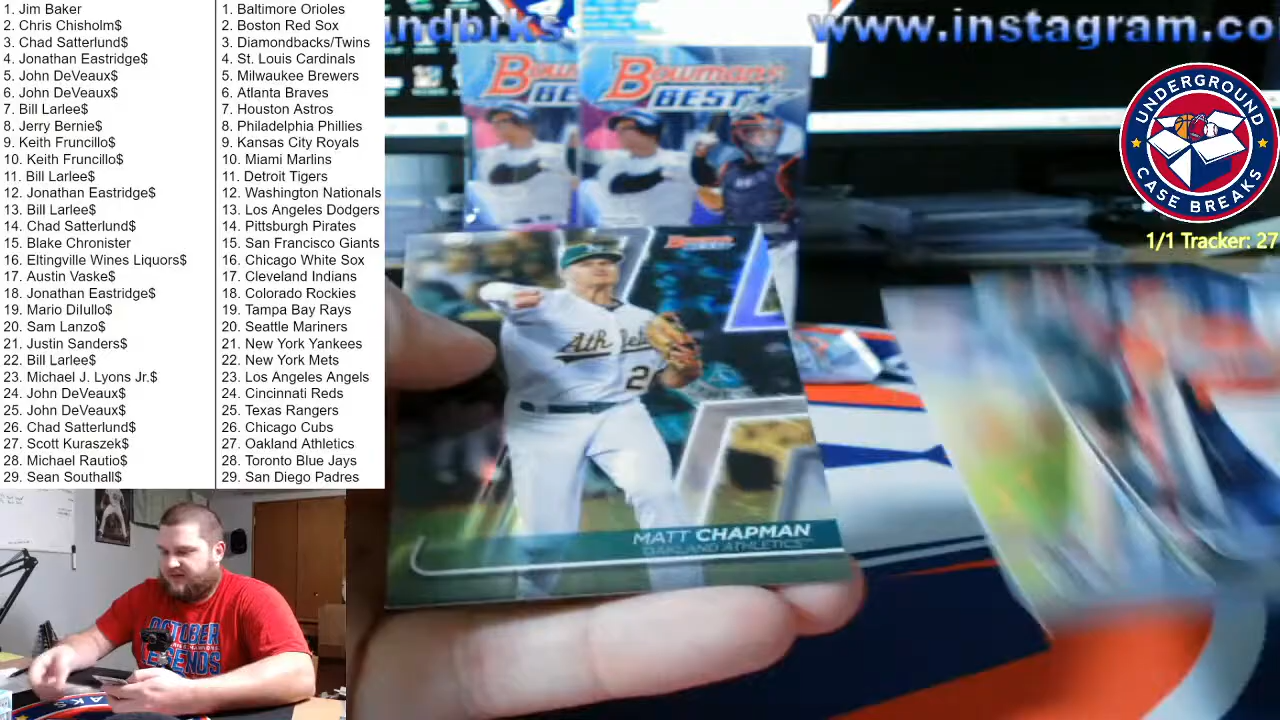 1. Jim Baker
2. Chris Chisholm$
3. Chad Satterlund$
4. Jonathan Eastridge$
5. John DeVeaux$
6. John DeVeaux$
7. Bill Larlee$
8. Jerry Bernie$
9. Keith Fruncillo$
10. Keith Fruncillo$
11. Bill Larlee$
12. Jonathan Eastridge$
13. Bill Larlee$
14. Chad Satterlund$
15. Blake Chronister
16. Eltingville Wines Liquors$
17. Austin Vaske$
18. Jonathan Eastridge$
19. Mario Dilullo$
20. Sam Lanzo$
21. Justin Sanders$
22. Bill Larlee$
23. Michael J. Lyons Jr.$
24. John DeVeaux$
25. John DeVeaux$
26. Chad Satterlund$
27. Scott Kuraszek$
28. Michael Rautio$
29. Sean Southall$
1. Baltimore Orioles
2. Boston Red Sox
3. Diamondbacks/Twins
4. St. Louis Cardinals
5. Milwaukee Brewers
6. Atlanta Braves
7. Houston Astros
8. Philadelphia Phillies
9. Kansas City Royals
10. Miami Marlins
11. Detroit Tigers
12. Washington Nationals
13. Los Angeles Dodgers
14. Pittsburgh Pirates
15. San Francisco Giants
16. Chicago White Sox
17. Cleveland Indians
18. Colorado Rockies
19. Tampa Bay Rays
20. Seattle Mariners
21. New York Yankees
22. New York Mets
23. Los Angeles Angels
24. Cincinnati Reds
25. Texas Rangers
26. Chicago Cubs
27. Oakland Athletics
28. Toronto Blue Jays
29. San Diego Padres
undbrks
www.instagram.co
UNDERGROUND
CASE BREAKS
1/1 Tracker: 27
Bowman's
BEST
Bowman's
Athletics
2
MATT CHAPMAN
OAKLAND ATHLETICS
OCTOBER
LEGENDS